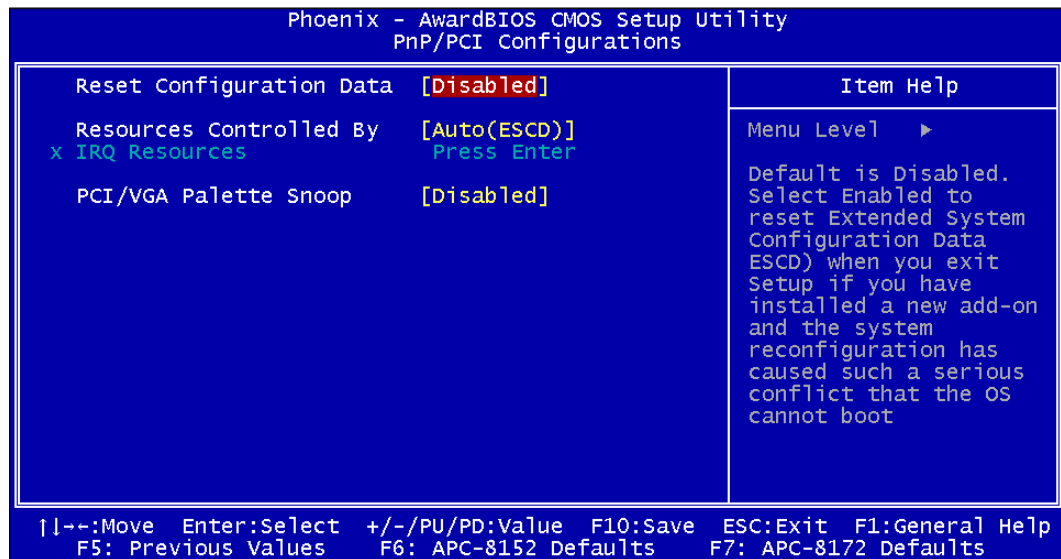 Phoenix - AwardBIOS CMOS Setup Utility
PnP/PCI Configurations
Reset Configuration Data [Disabled]
Resources Controlled By [Auto(ESCD)]
x IRQ Resources Press Enter
PCI/VGA Palette Snoop [Disabled]
Item Help
Menu Level ►
Default is Disabled.
Select Enabled to
reset Extended System
Configuration Data
ESCD) when you exit
Setup if you have
installed a new add-on
and the system
reconfiguration has
caused such a serious
conflict that the OS
cannot boot
↑↓→←:Move Enter:Select +/-/PU/PD:Value F10:Save ESC:Exit F1:General Help
F5: Previous Values F6: APC-8152 Defaults F7: APC-8172 Defaults